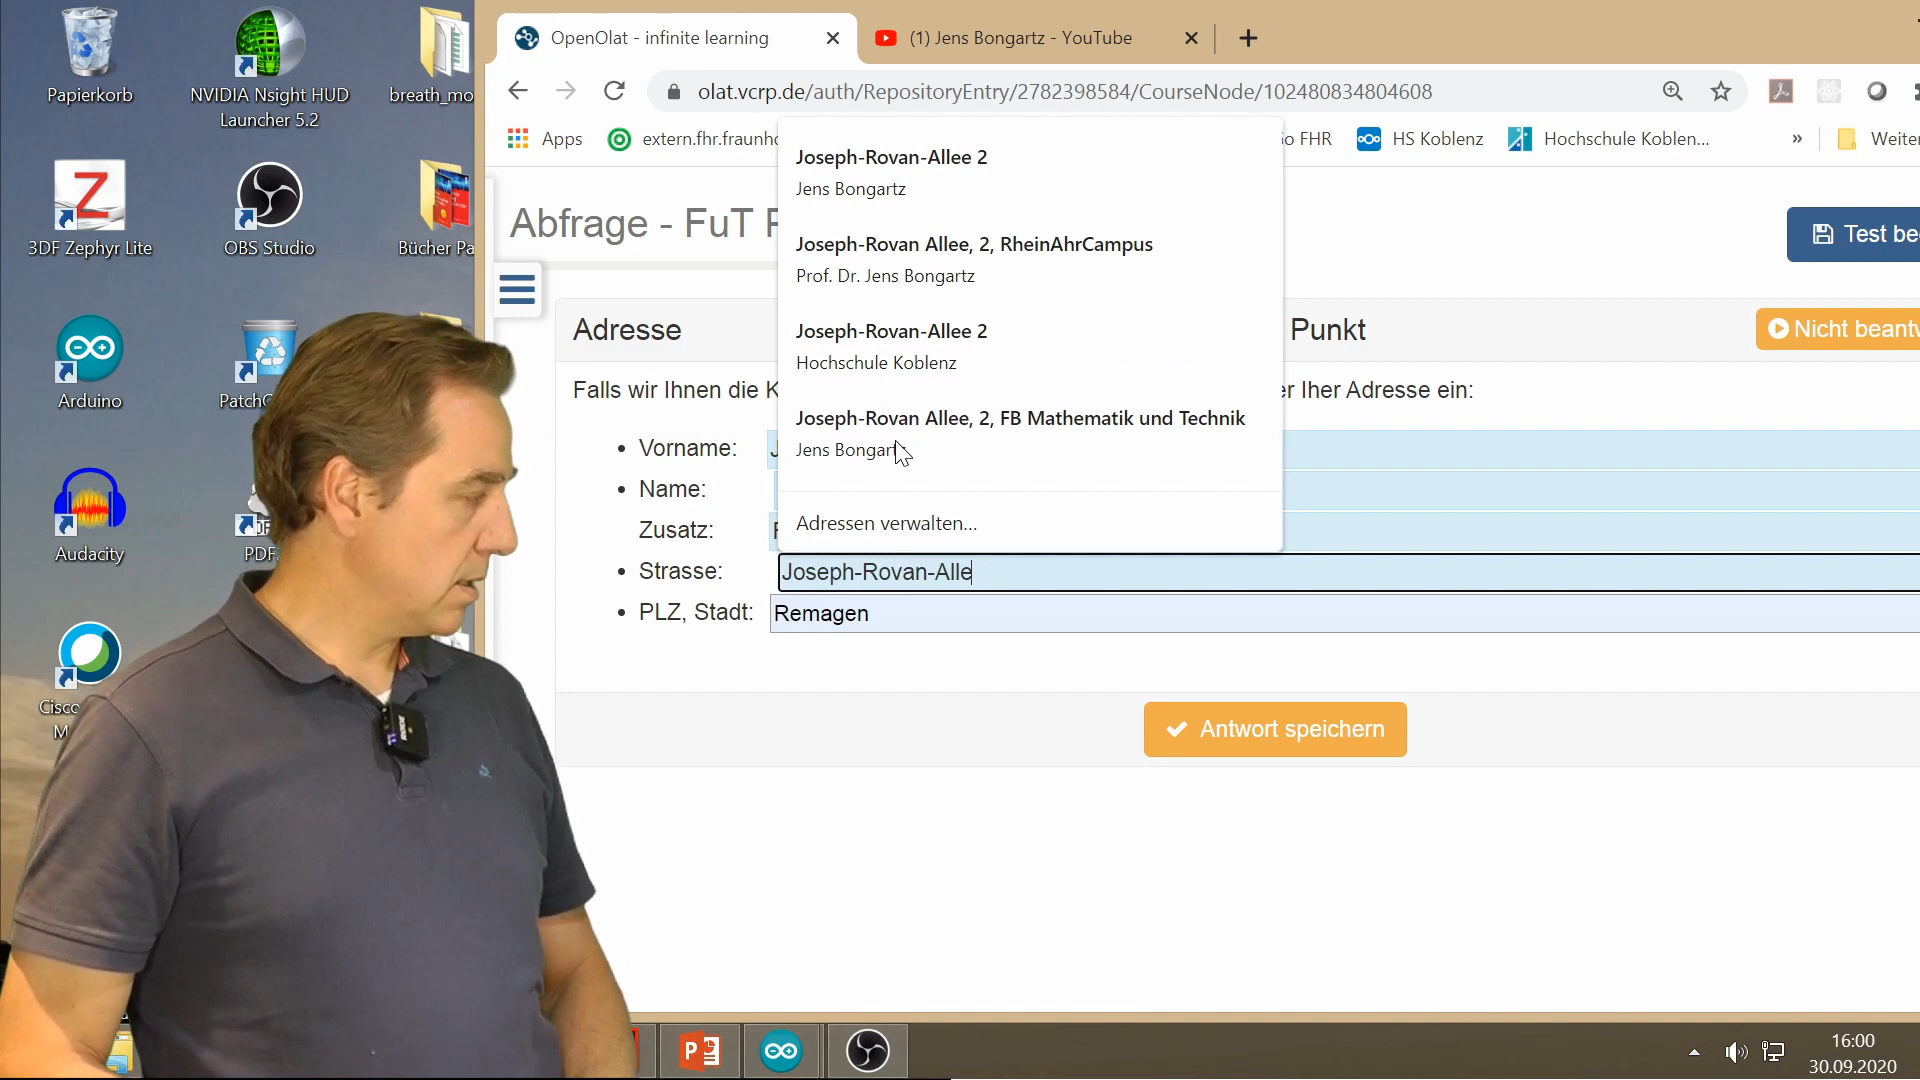 Papierkorb
NVIDIA Nsight HUD
Launcher 5.2
breath_mo
3DF Zephyr Lite
OBS Studio
Bücher Pa
Arduino
Audacity
PDF
Cisco
M
OpenOlat - infinite learning
(1) Jens Bongartz - YouTube
olat.vcrp.de/auth/RepositoryEntry/2782398584/CourseNode/102480834804608
Apps
extern.fhr.fraunho
o FHR
HS Koblenz
Hochschule Koblen...
»
Weiter
Abfrage - FuT
Test be
Joseph-Rovan-Allee 2
Jens Bongartz
Joseph-Rovan Allee, 2, RheinAhrCampus
Prof. Dr. Jens Bongartz
Joseph-Rovan-Allee 2
Hochschule Koblenz
Joseph-Rovan Allee, 2, FB Mathematik und Technik
Jens Bongartz
Adressen verwalten...
Adresse
Punkt
Nicht beantw
Falls wir Ihnen die K
er Iher Adresse ein:
Vorname: J
Name:
Zusatz:
Strasse: Joseph-Rovan-Alle
PLZ, Stadt: Remagen
Antwort speichern
RODE
16:00
30.09.2020